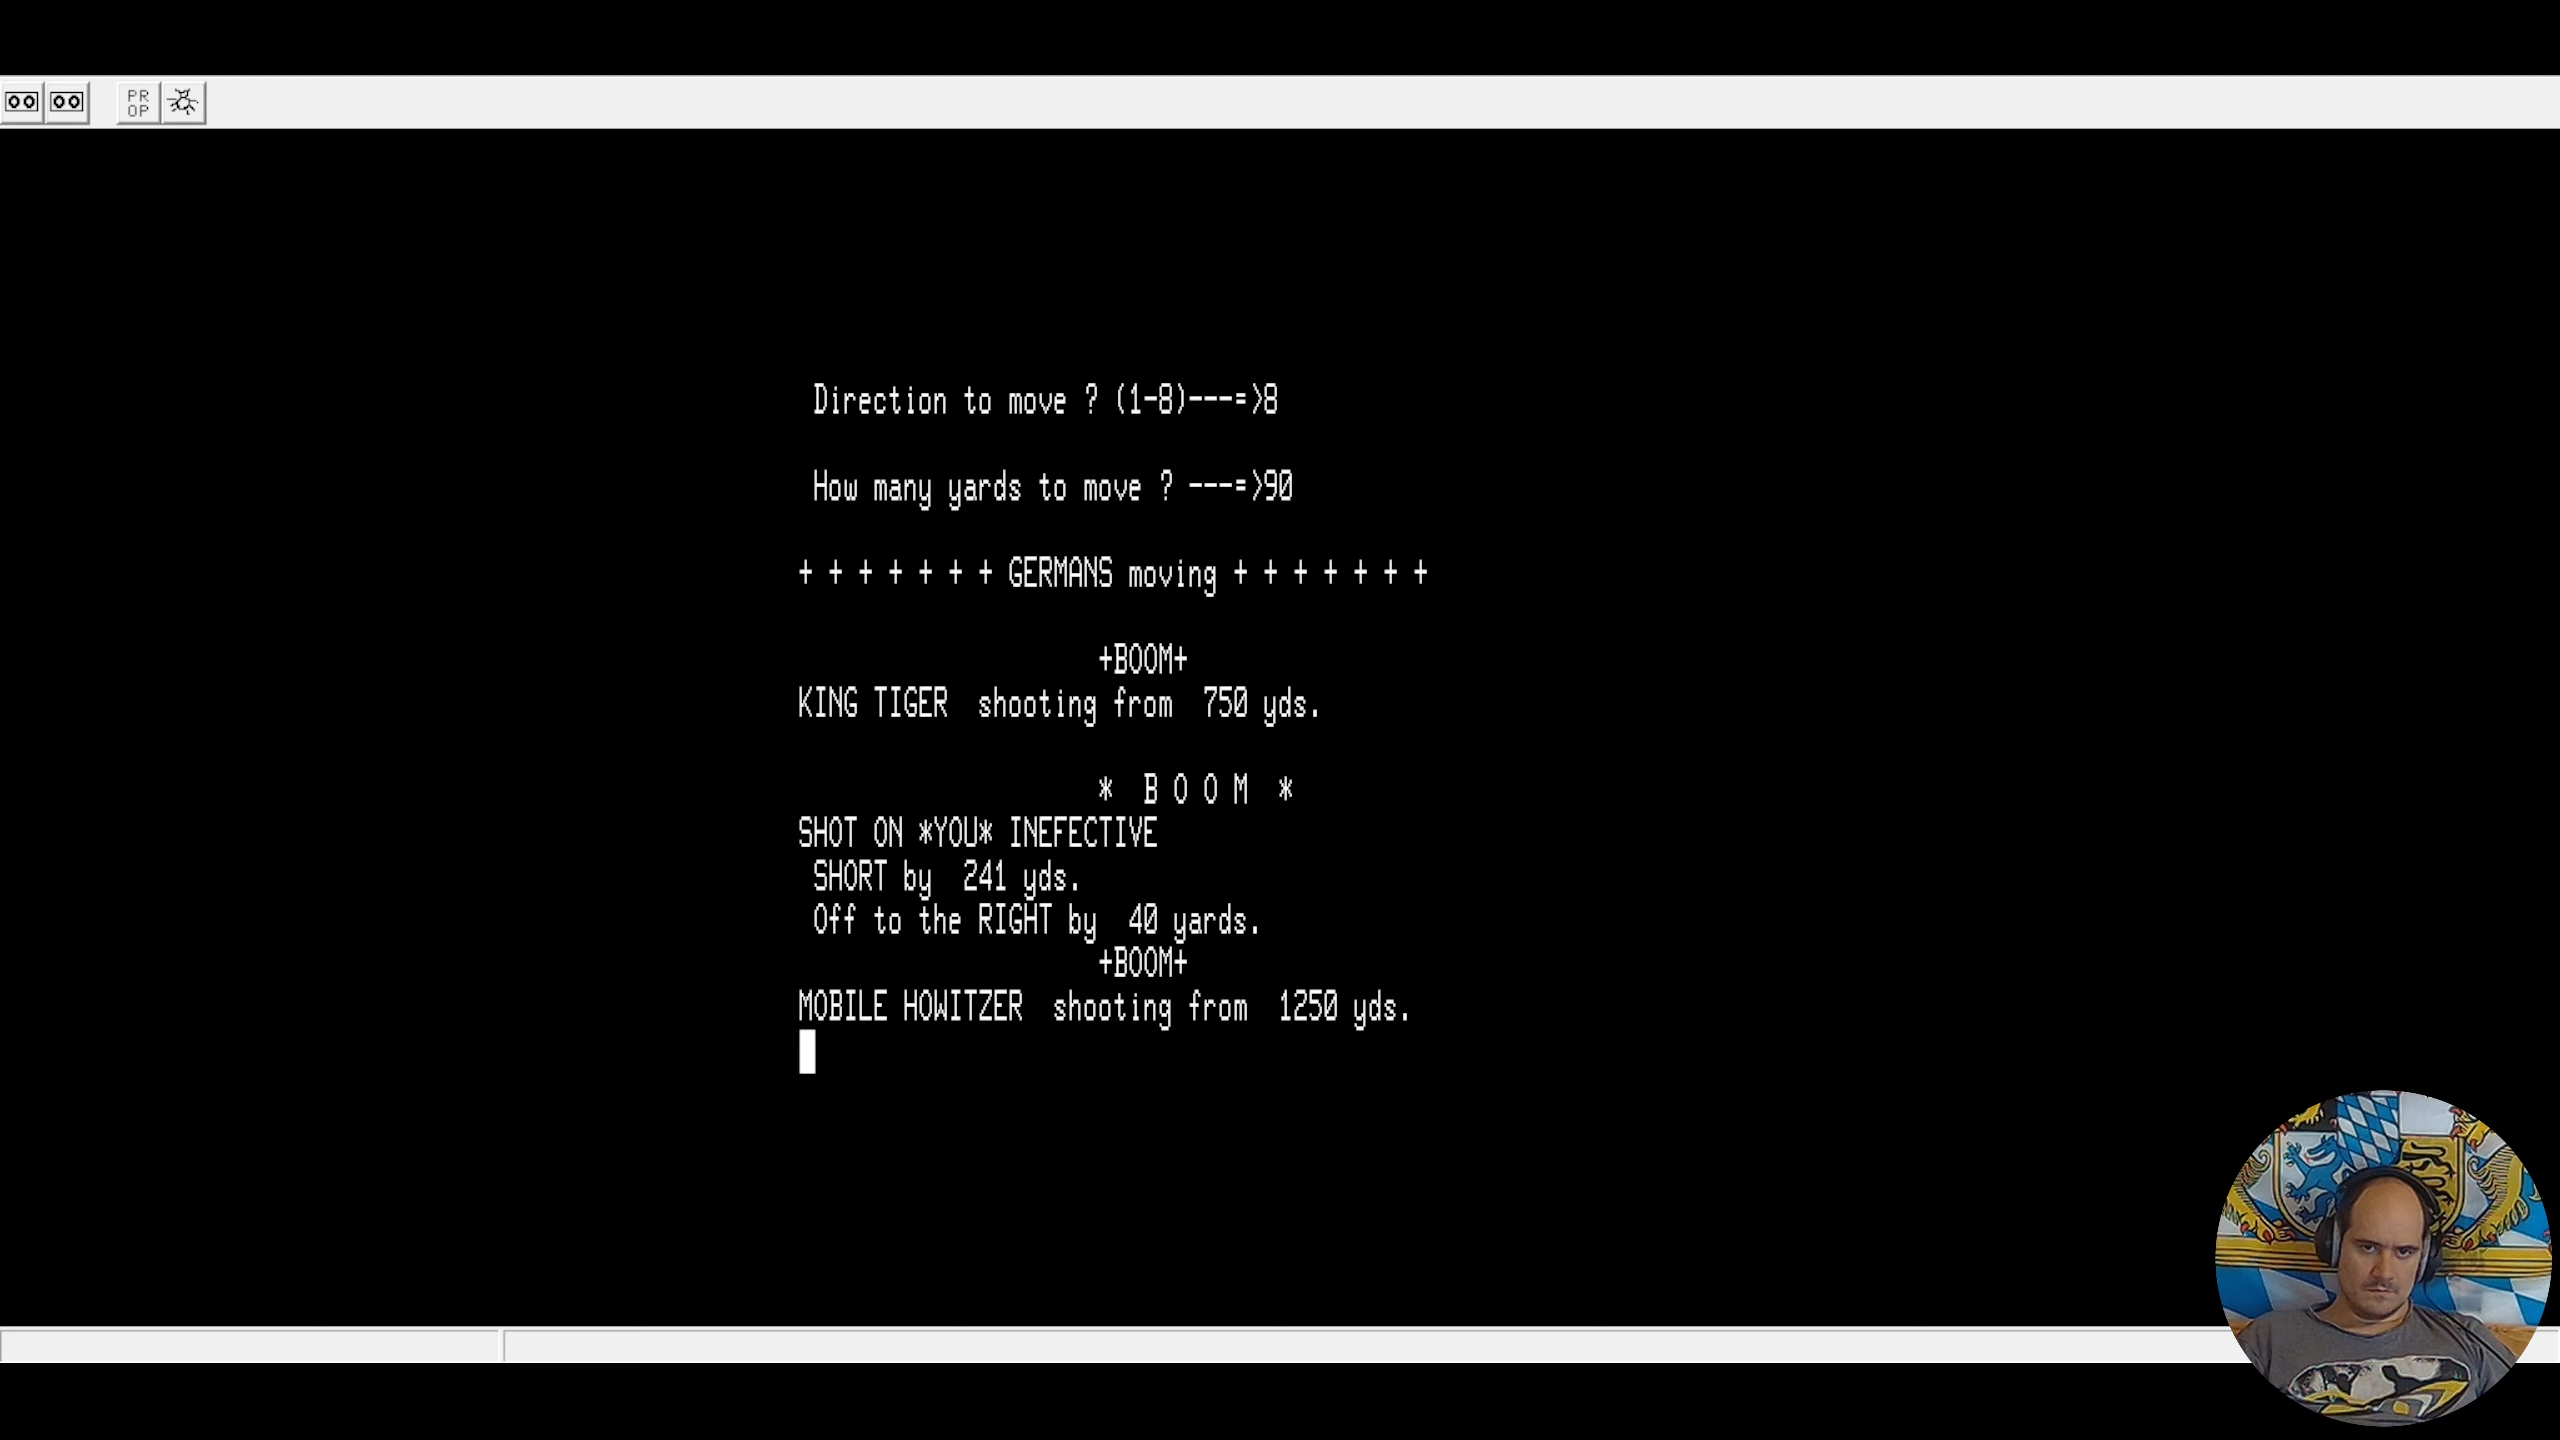 PR
OP
Direction to move ? (1-8)---=>8
How many yards to move ? ---=>90
+ + + + + + + GERMANS moving + + + + + + +
+BOOM+
KING TIGER shooting from 750 yds.
* B O O M *
SHOT ON *YOU* INEFECTIVE
SHORT by 241 yds.
Off to the RIGHT by 40 yards.
+BOOM+
MOBILE HOWITZER shooting from 1250 yds.